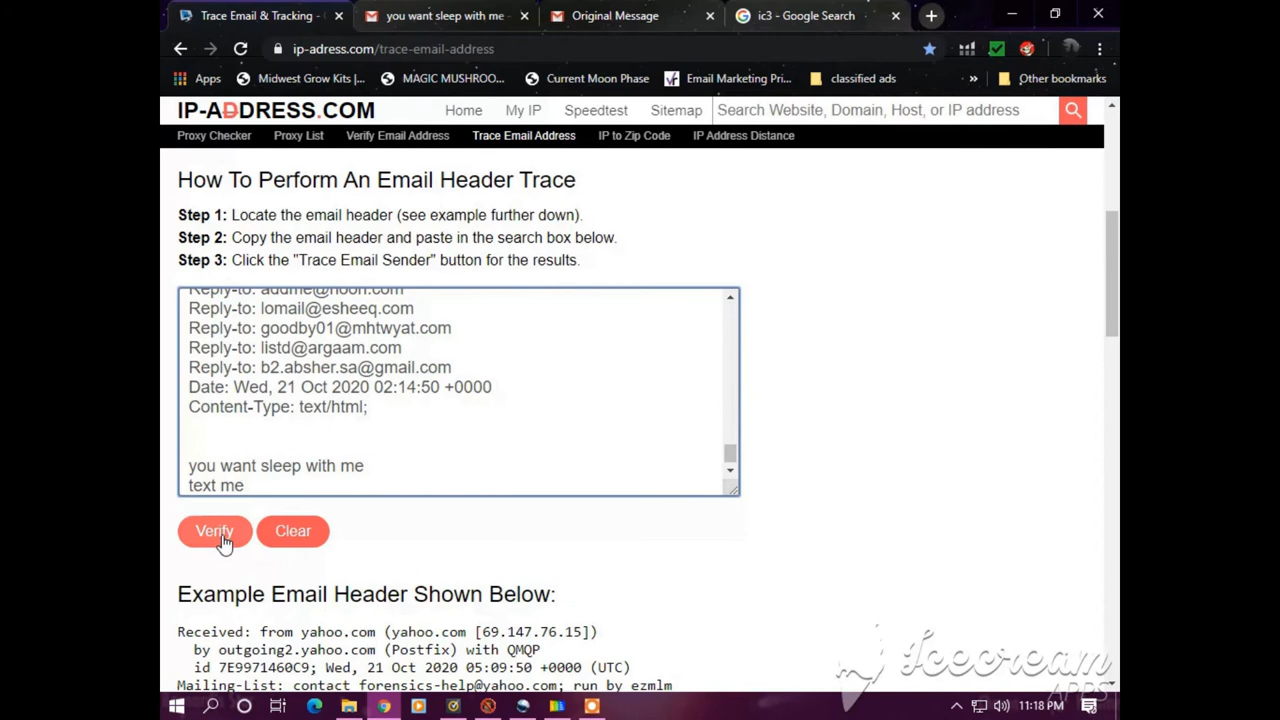 Trace Email & Tracking -
you want sleep with me -
Original Message
ic3 - Google Search
ip-adress.com/trace-email-address
Apps
Midwest Grow Kits |...
MAGIC MUSHROO...
Current Moon Phase
Email Marketing Pri...
classified ads
»
Other bookmarks
IP-ADDRESS.COM
Home
My IP
Speedtest
Sitemap
Search Website, Domain, Host, or IP address
Proxy Checker
Proxy List
Verify Email Address
Trace Email Address
IP to Zip Code
IP Address Distance
How To Perform An Email Header Trace
Step 1: Locate the email header (see example further down).
Step 2: Copy the email header and paste in the search box below.
Step 3: Click the "Trace Email Sender" button for the results.
Reply-to: addme@noon.com
Reply-to: lomail@esheeq.com
Reply-to: goodby01@mhtwyat.com
Reply-to: listd@argaam.com
Reply-to: b2.absher.sa@gmail.com
Date: Wed, 21 Oct 2020 02:14:50 +0000
Content-Type: text/html;
you want sleep with me
text me
Verify
Clear
Example Email Header Shown Below:
Received: from yahoo.com (yahoo.com [69.147.76.15])
by outgoing2.yahoo.com (Postfix) with QMQP
id 7E9971460C9; Wed, 21 Oct 2020 05:09:50 +0000 (UTC)
Mailing-List: contact forensics-help@yahoo.com; run by ezmlm
Icecream
APPS
11:18 PM